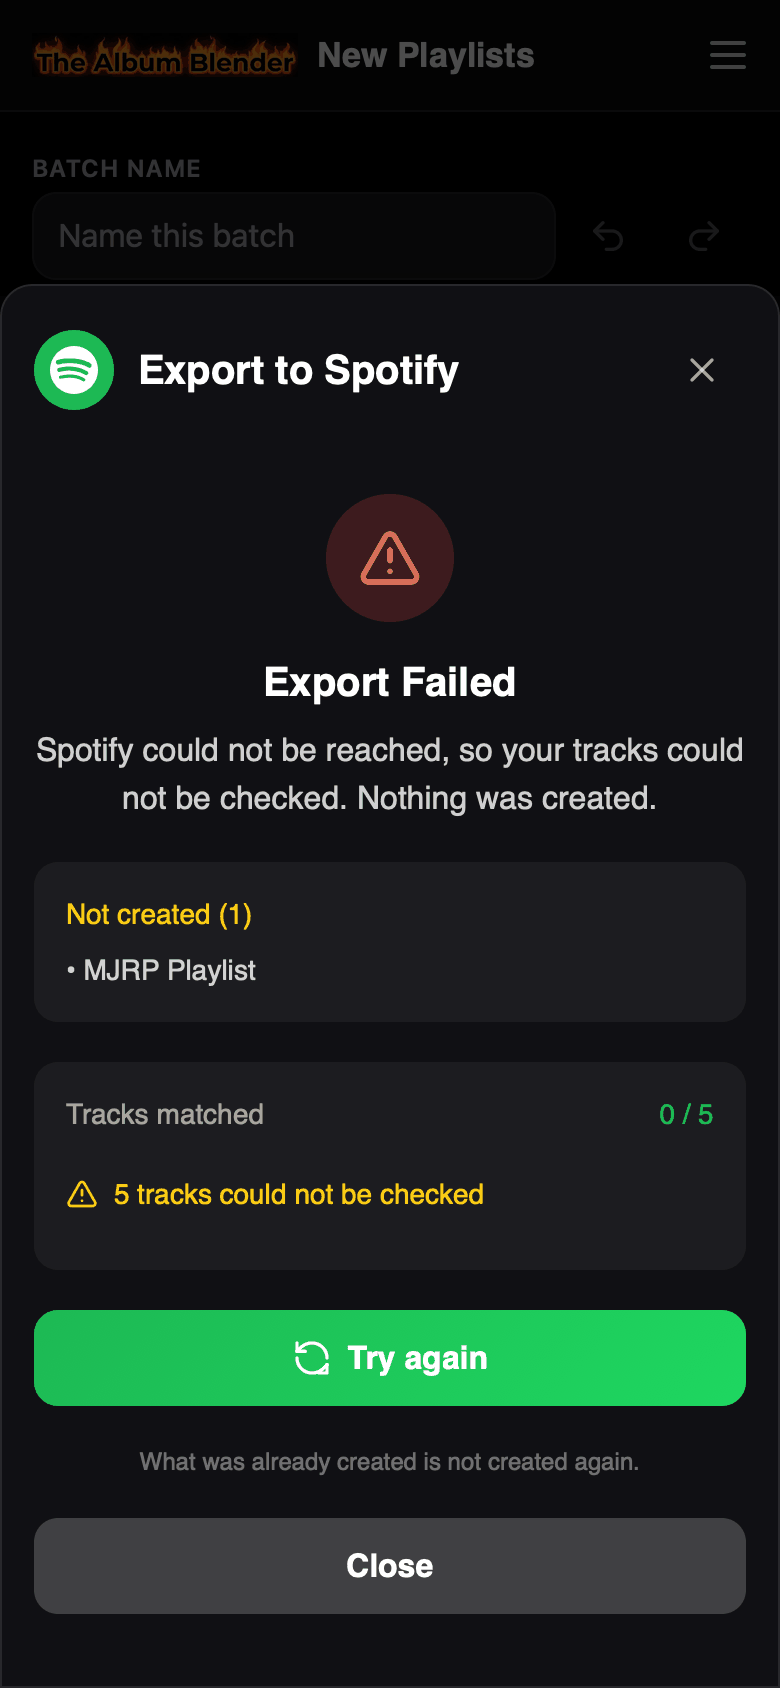 The Album Blender New Playlists
BATCH NAME
Name this batch
Export to Spotify
Export Failed
Spotify could not be reached, so your tracks could
not be checked. Nothing was created.
Not created (1)
• MJRP Playlist
Tracks matched 0 / 5
5 tracks could not be checked
Try again
What was already created is not created again.
Close